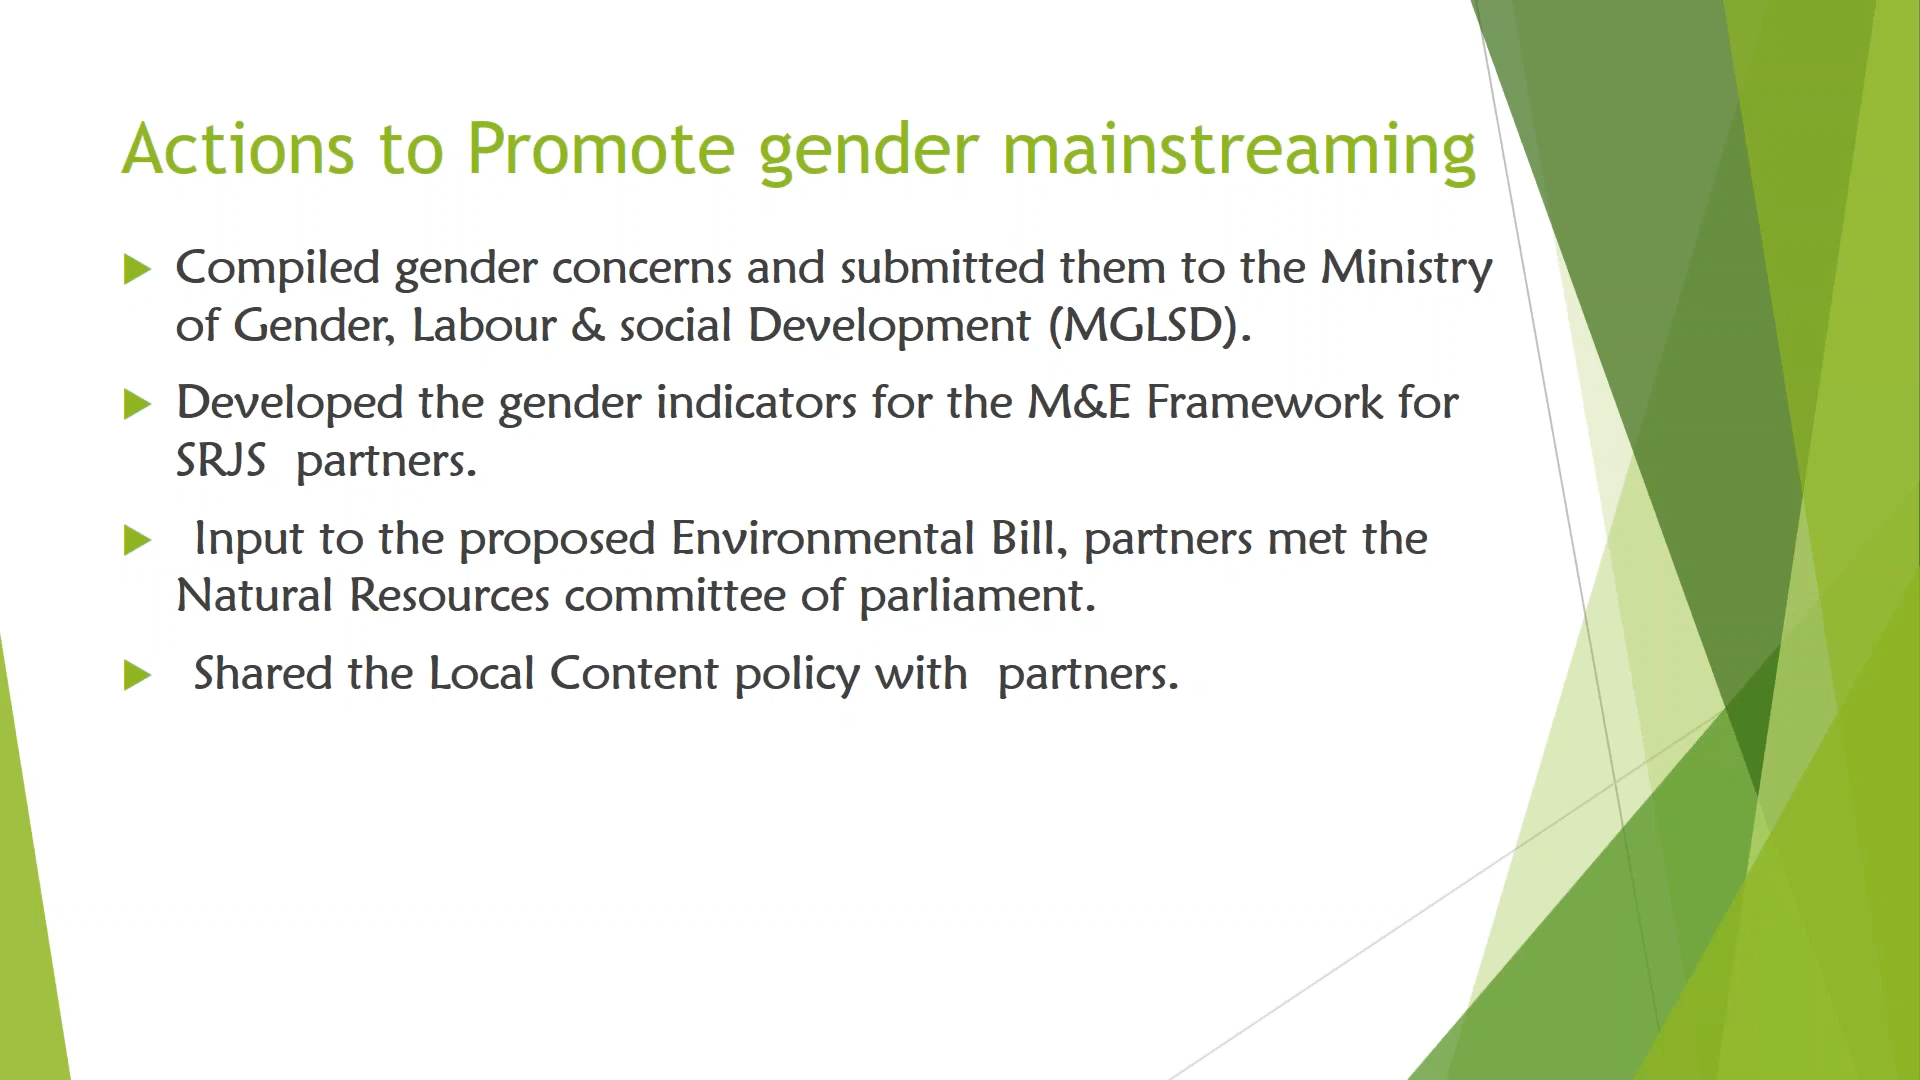 Actions to Promote gender mainstreaming
Compiled gender concerns and submitted them to the Ministry
of Gender, Labour & social Development (MGLSD).
Developed the gender indicators for the M&E Framework for
SRJS  partners.
Input to the proposed Environmental Bill, partners met the
Natural Resources committee of parliament.
Shared the Local Content policy with  partners.